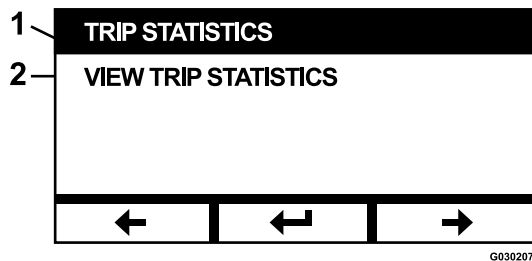 1
TRIP STATISTICS
2
VIEW TRIP STATISTICS
G030207